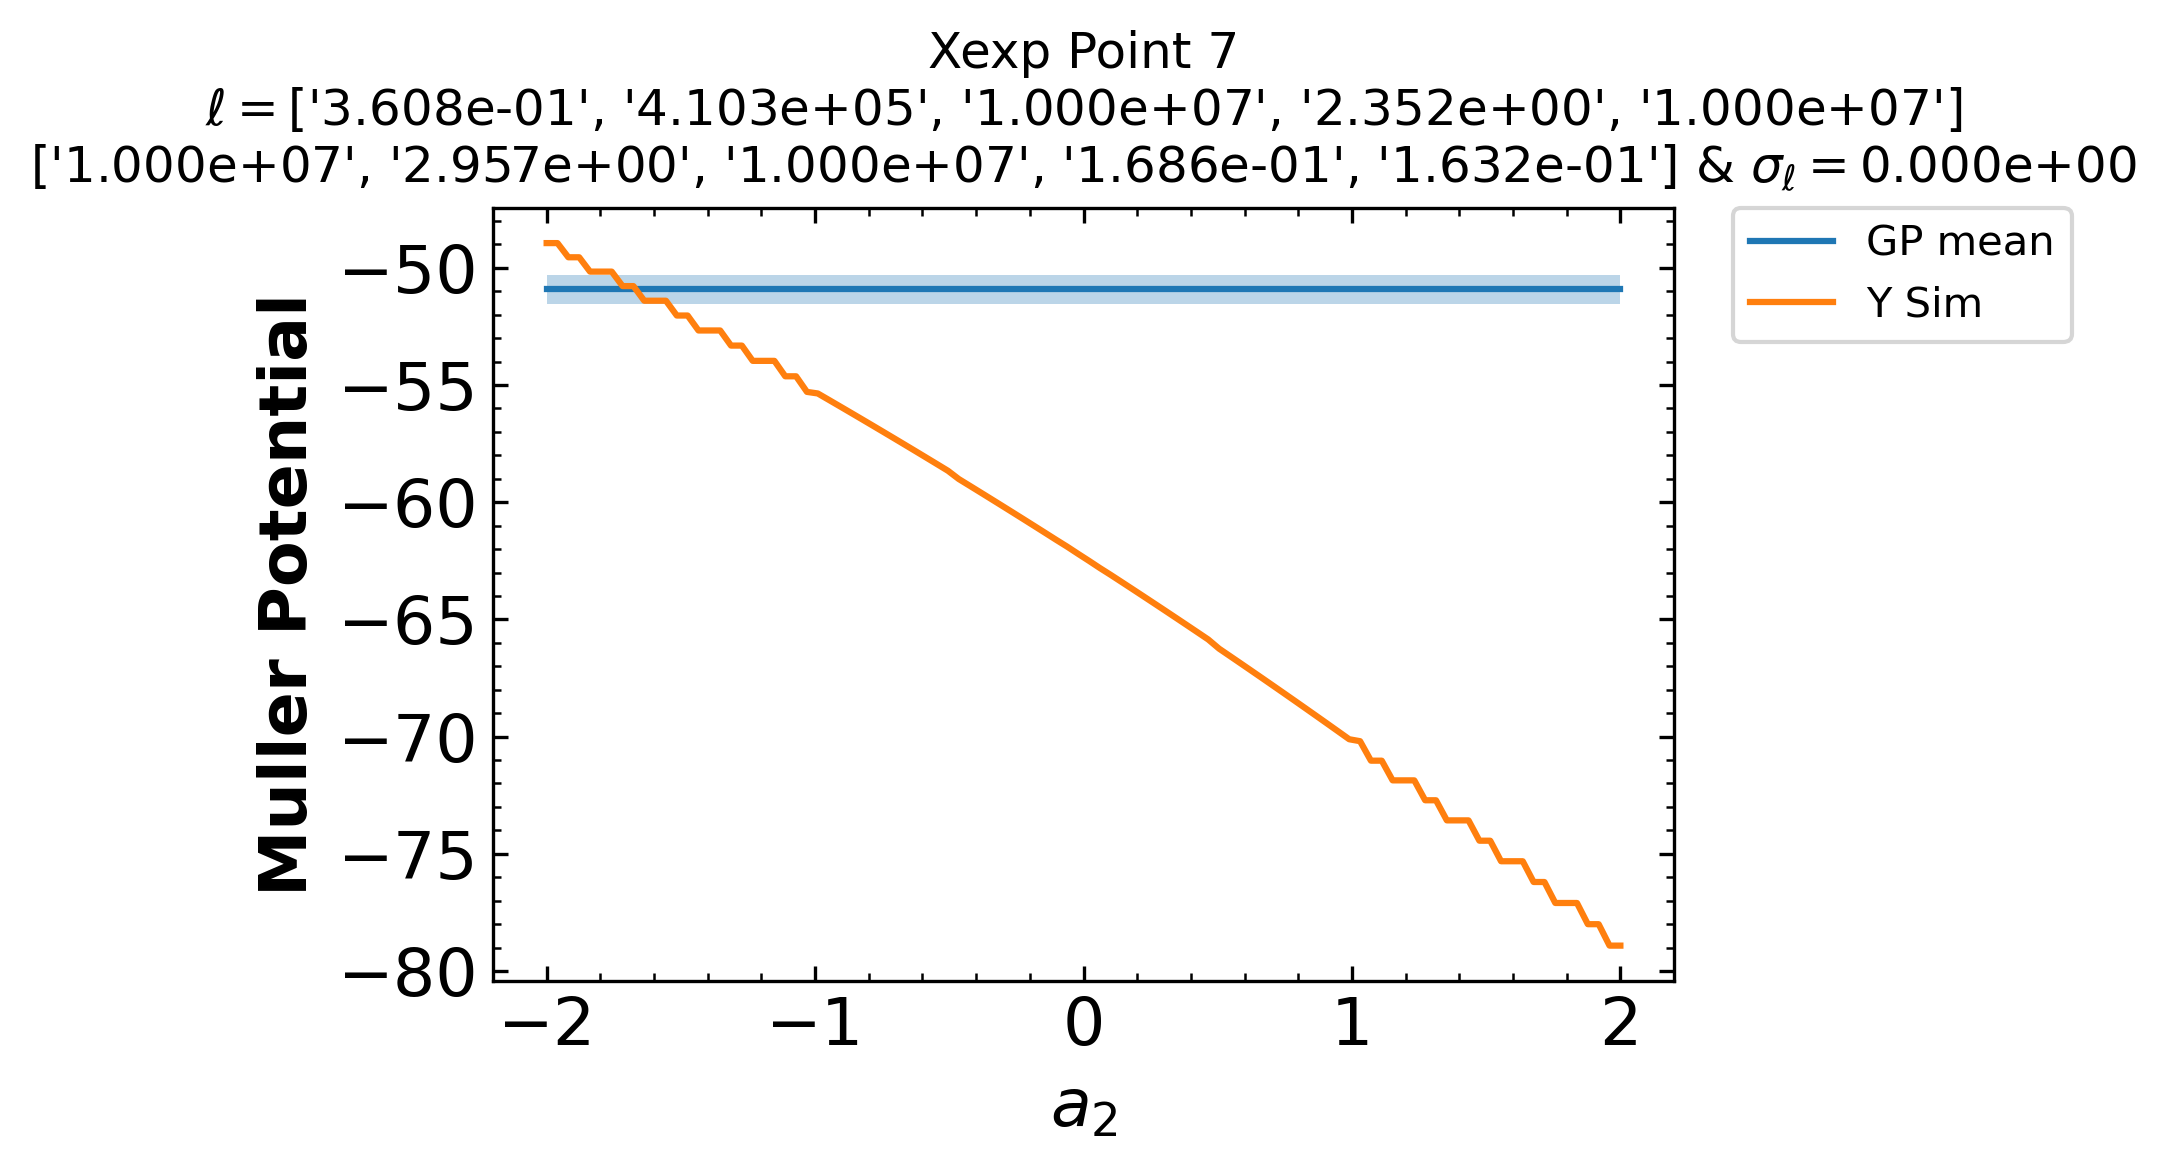 Xexp Point 7
ℓ = ['3.608e-01', '4.103e+05', '1.000e+07', '2.352e+00', '1.000e+07']
['1.000e+07', '2.957e+00', '1.000e+07', '1.686e-01', '1.632e-01'] & σ_ℓ = 0.000e+00
GP mean
Y Sim
Muller Potential
−50
−55
−60
−65
−70
−75
−80
−2
−1
0
1
2
a₂